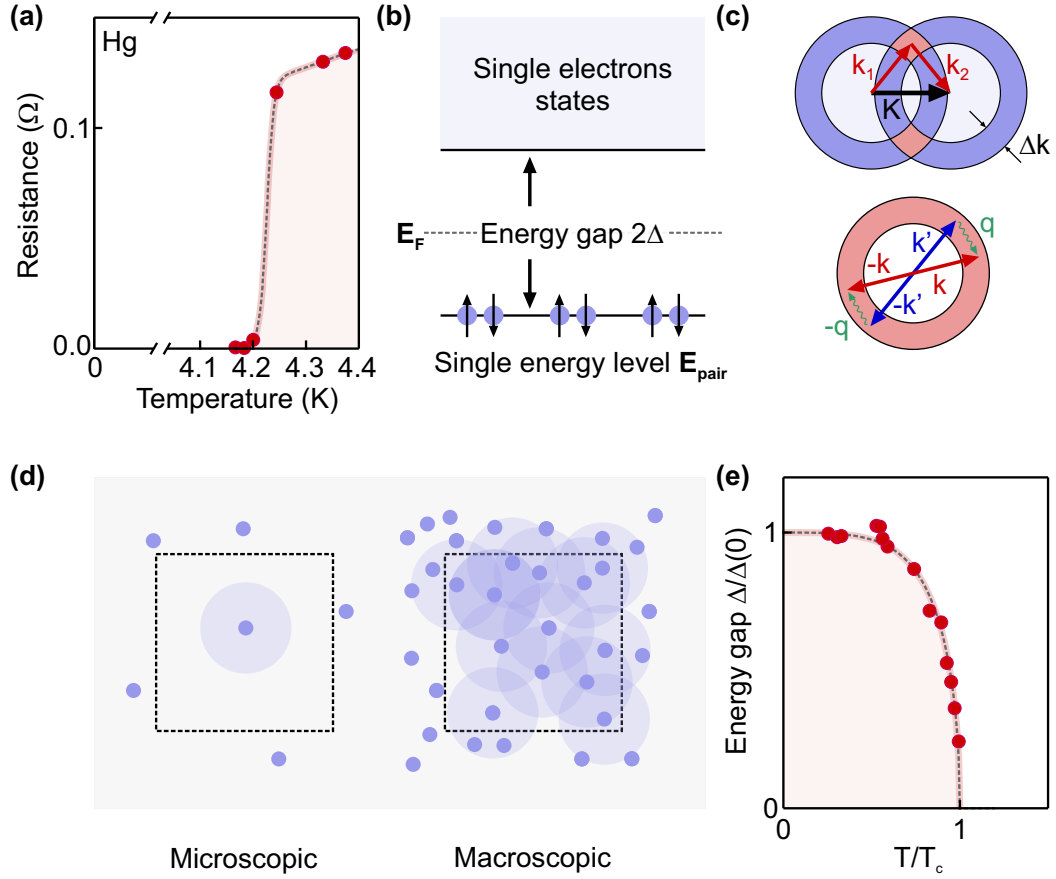 (a)
Hg
Resistance (Ω)
0.1
0.0
0
4.1
4.2
4.3
4.4
Temperature (K)
(b)
Single electrons
states
E_F
Energy gap 2Δ
Single energy level E_pair
(c)
k_1
k_2
K
Δk
k'
q
-k
k
-k'
-q
(d)
Microscopic
Macroscopic
(e)
Energy gap Δ/Δ(0)
1
0
0
1
T/T_c